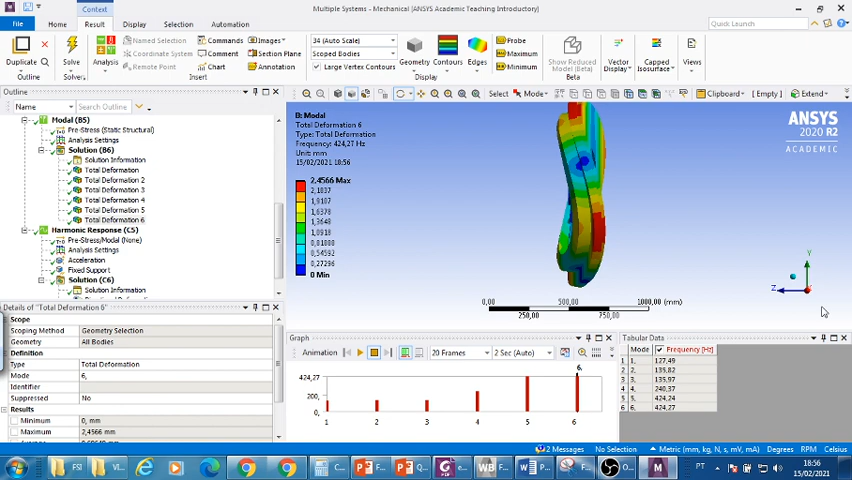 Context
Multiple Systems - Mechanical [ANSYS Academic Teaching Introductory]
File Home Result Display Selection Automation Quick Launch
Duplicate Solve Analysis Named Selection Commands Images
Coordinate System Comment Section Plane
Remote Point Chart Annotation
34 (Auto Scale)
Scoped Bodies
Large Vertex Contours
Geometry Contours Edges
Probe
Maximum
Minimum
Show Reduced Model (Beta)
Vector Display Capped Isosurface Views
Outline Solve Insert Display Beta
Outline
Name Search Outline
Select Mode Clipboard [ Empty ] Extend
Modal (B5)
Pre-Stress (Static Structural)
Analysis Settings
Solution (B6)
Solution Information
Total Deformation
Total Deformation 2
Total Deformation 3
Total Deformation 4
Total Deformation 5
Total Deformation 6
Harmonic Response (C5)
Pre-Stress/Modal (None)
Analysis Settings
Acceleration
Fixed Support
Solution (C6)
Solution Information
B: Modal
Total Deformation 6
Type: Total Deformation
Frequency: 424,27 Hz
Unit: mm
15/02/2021 18:56
2,4566 Max
2,1837
1,9107
1,6378
1,3648
1,0918
0,54592
0,27296
0 Min
ANSYS
2020 R2
ACADEMIC
Y
Z
X
0,00 500,00 1000,00 (mm)
250,00 750,00
Details of "Total Deformation 6"
Scope
Scoping Method Geometry Selection
Geometry All Bodies
Definition
Type Total Deformation
Mode 6,
Identifier
Suppressed No
Results
Minimum 0, mm
Maximum 2,4566 mm
Graph
Animation 20 Frames 2 Sec (Auto)
6,
424,27
200,
0,
1 2 3 4 5 6
Tabular Data
Mode Frequency [Hz]
1 1, 127,49
2 2, 135,82
3 3, 135,97
4 4, 240,37
5 5, 424,24
6 6, 424,27
2 Messages No Selection Metric (mm, kg, N, s, mV, mA) Degrees RPM Celsius
FSI C... F... Q... e... WB F... P... F... O... M PT 18:56
15/02/2021